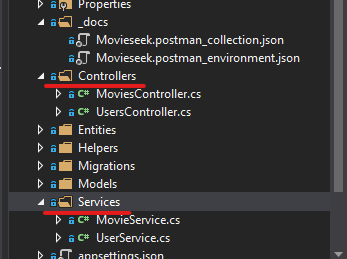 Properties
_docs
Movieseek.postman_collection.json
Movieseek.postman_environment.json
Controllers
C# MoviesController.cs
C# UsersController.cs
Entities
Helpers
Migrations
Models
Services
C# MovieService.cs
C# UserService.cs
appsettings.json